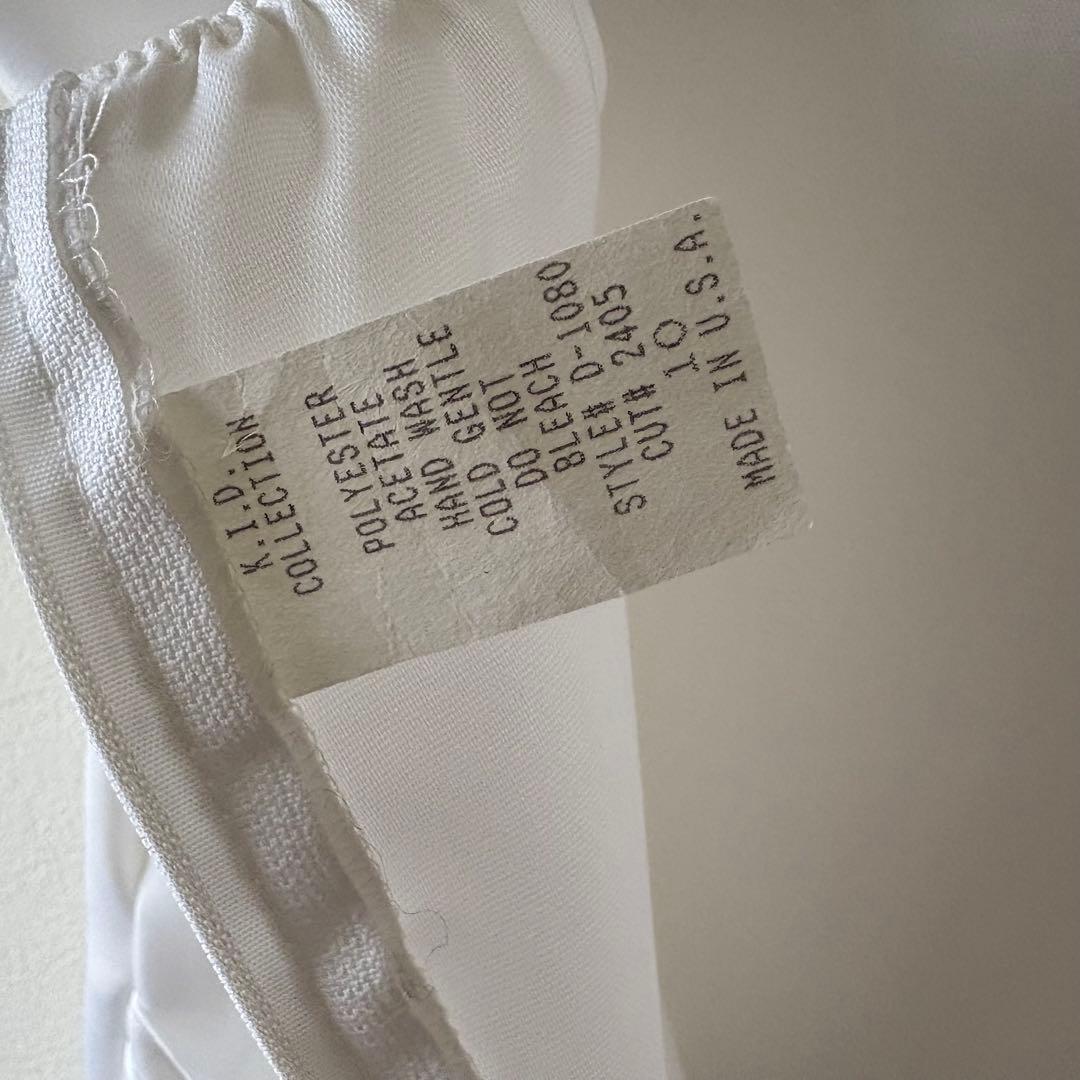 K.I.D.
COLLECTION
POLYESTER
ACETATE
HAND WASH
COLD GENTLE
DO NOT
BLEACH
STYLE# D-1080
CUT# 2405
10
MADE IN U.S.A.